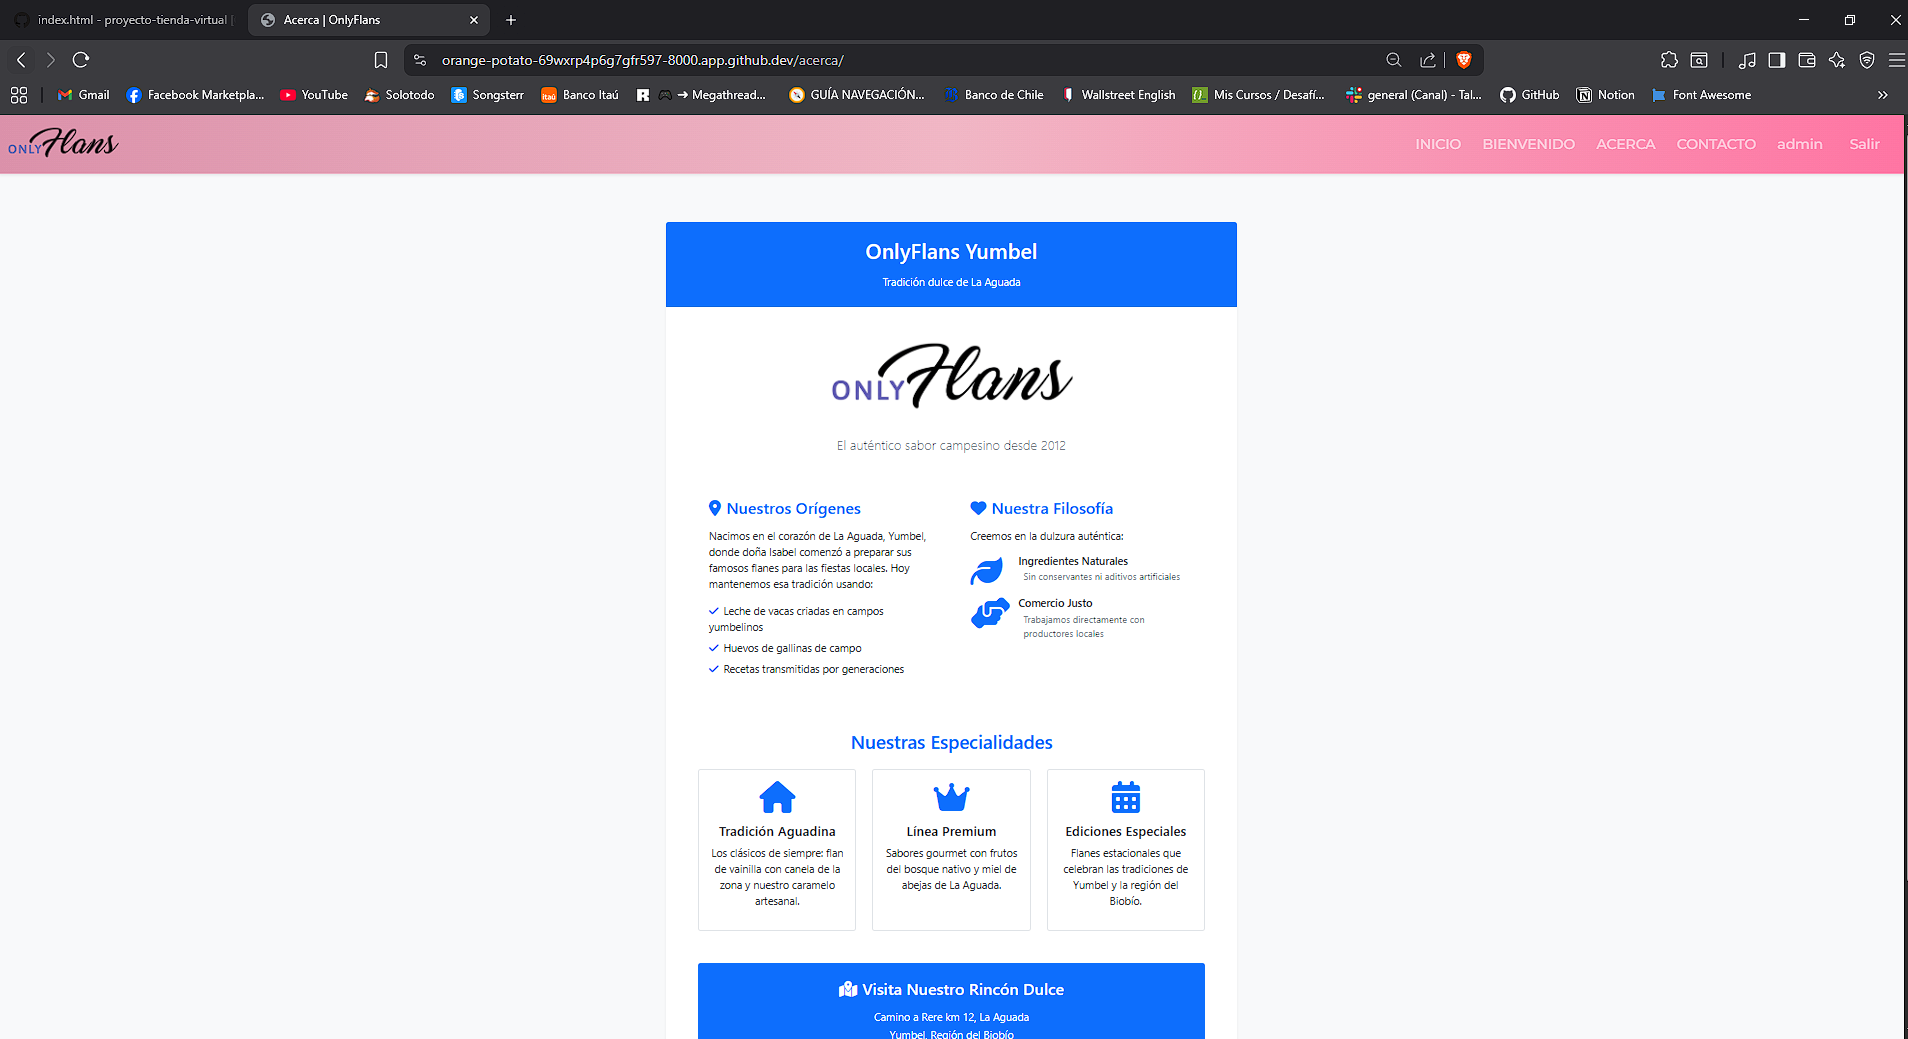 index.html - proyecto-tienda-virtual |
Acerca | OnlyFlans
orange-potato-69wxrp4p6g7gfr597-8000.app.github.dev/acerca/
Gmail
Facebook Marketpla...
YouTube
Solotodo
Songsterr
Banco Itaú
→ Megathread...
GUÍA NAVEGACIÓN...
Banco de Chile
Wallstreet English
Mis Cursos / Desafí...
general (Canal) - Tal...
GitHub
Notion
Font Awesome
ONLY Flans
INICIO
BIENVENIDO
ACERCA
CONTACTO
admin
Salir
OnlyFlans Yumbel
Tradición dulce de La Aguada
ONLY Flans
El auténtico sabor campesino desde 2012
Nuestros Orígenes
Nacimos en el corazón de La Aguada, Yumbel,
donde doña Isabel comenzó a preparar sus
famosos flanes para las fiestas locales. Hoy
mantenemos esa tradición usando:
Leche de vacas criadas en campos
yumbelinos
Huevos de gallinas de campo
Recetas transmitidas por generaciones
Nuestra Filosofía
Creemos en la dulzura auténtica:
Ingredientes Naturales
Sin conservantes ni aditivos artificiales
Comercio Justo
Trabajamos directamente con
productores locales
Nuestras Especialidades
Tradición Aguadina
Los clásicos de siempre: flan
de vainilla con canela de la
zona y nuestro caramelo
artesanal.
Línea Premium
Sabores gourmet con frutos
del bosque nativo y miel de
abejas de La Aguada.
Ediciones Especiales
Flanes estacionales que
celebran las tradiciones de
Yumbel y la región del
Biobío.
Visita Nuestro Rincón Dulce
Camino a Rere km 12, La Aguada
Yumbel, Región del Biobío